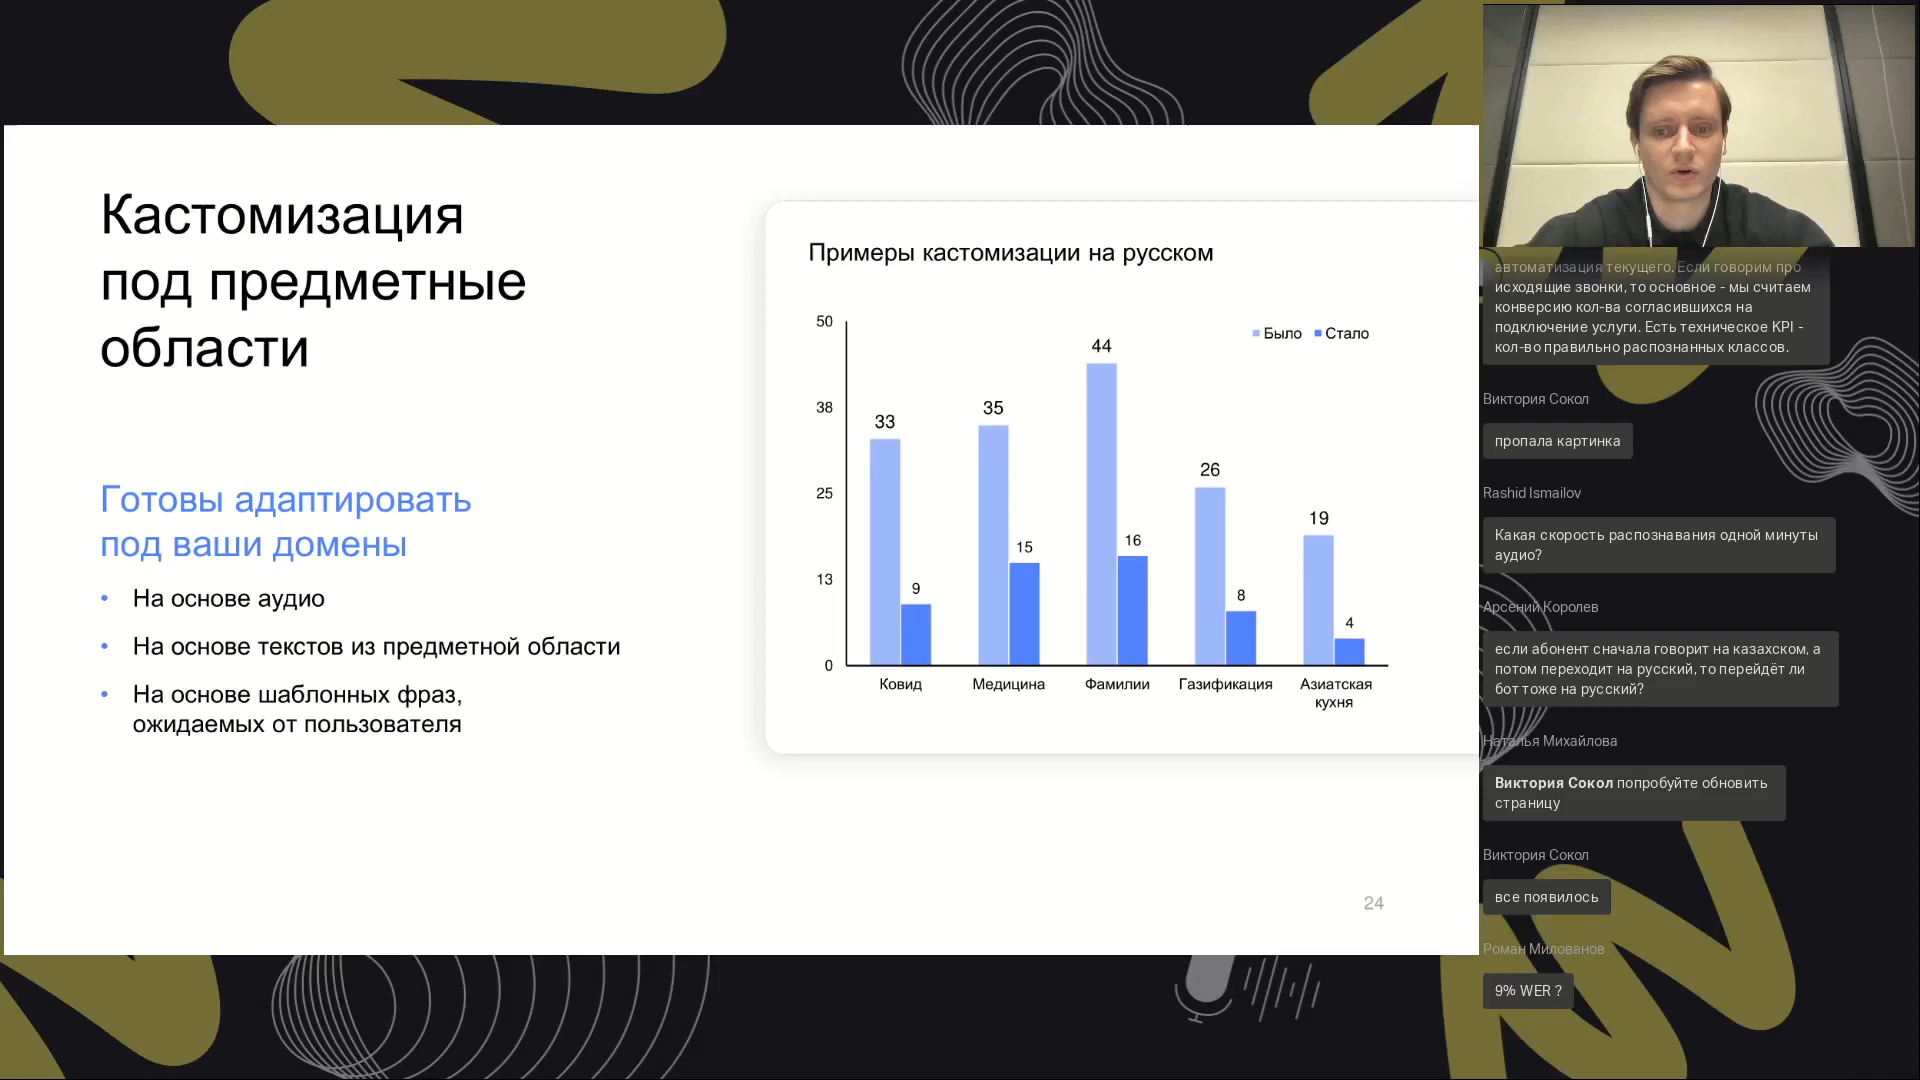 Кастомизация
под предметные
области
Готовы адаптировать
под ваши домены
• На основе аудио
• На основе текстов из предметной области
• На основе шаблонных фраз,
ожидаемых от пользователя
Примеры кастомизации на русском
Было Стало
50
38
25
13
0
33
9
35
15
44
16
26
8
19
4
Ковид
Медицина
Фамилии
Газификация
Азиатская
кухня
24
автоматизация текущего. Если говорим про
исходящие звонки, то основное - мы считаем
конверсию кол-ва согласившихся на
подключение услуги. Есть техническое KPI -
кол-во правильно распознанных классов.
Виктория Сокол
пропала картинка
Rashid Ismailov
Какая скорость распознавания одной минуты
аудио?
Арсений Королев
если абонент сначала говорит на казахском, а
потом переходит на русский, то перейдёт ли
бот тоже на русский?
Наталья Михайлова
Виктория Сокол попробуйте обновить
страницу
Виктория Сокол
все появилось
Роман Милованов
9% WER ?